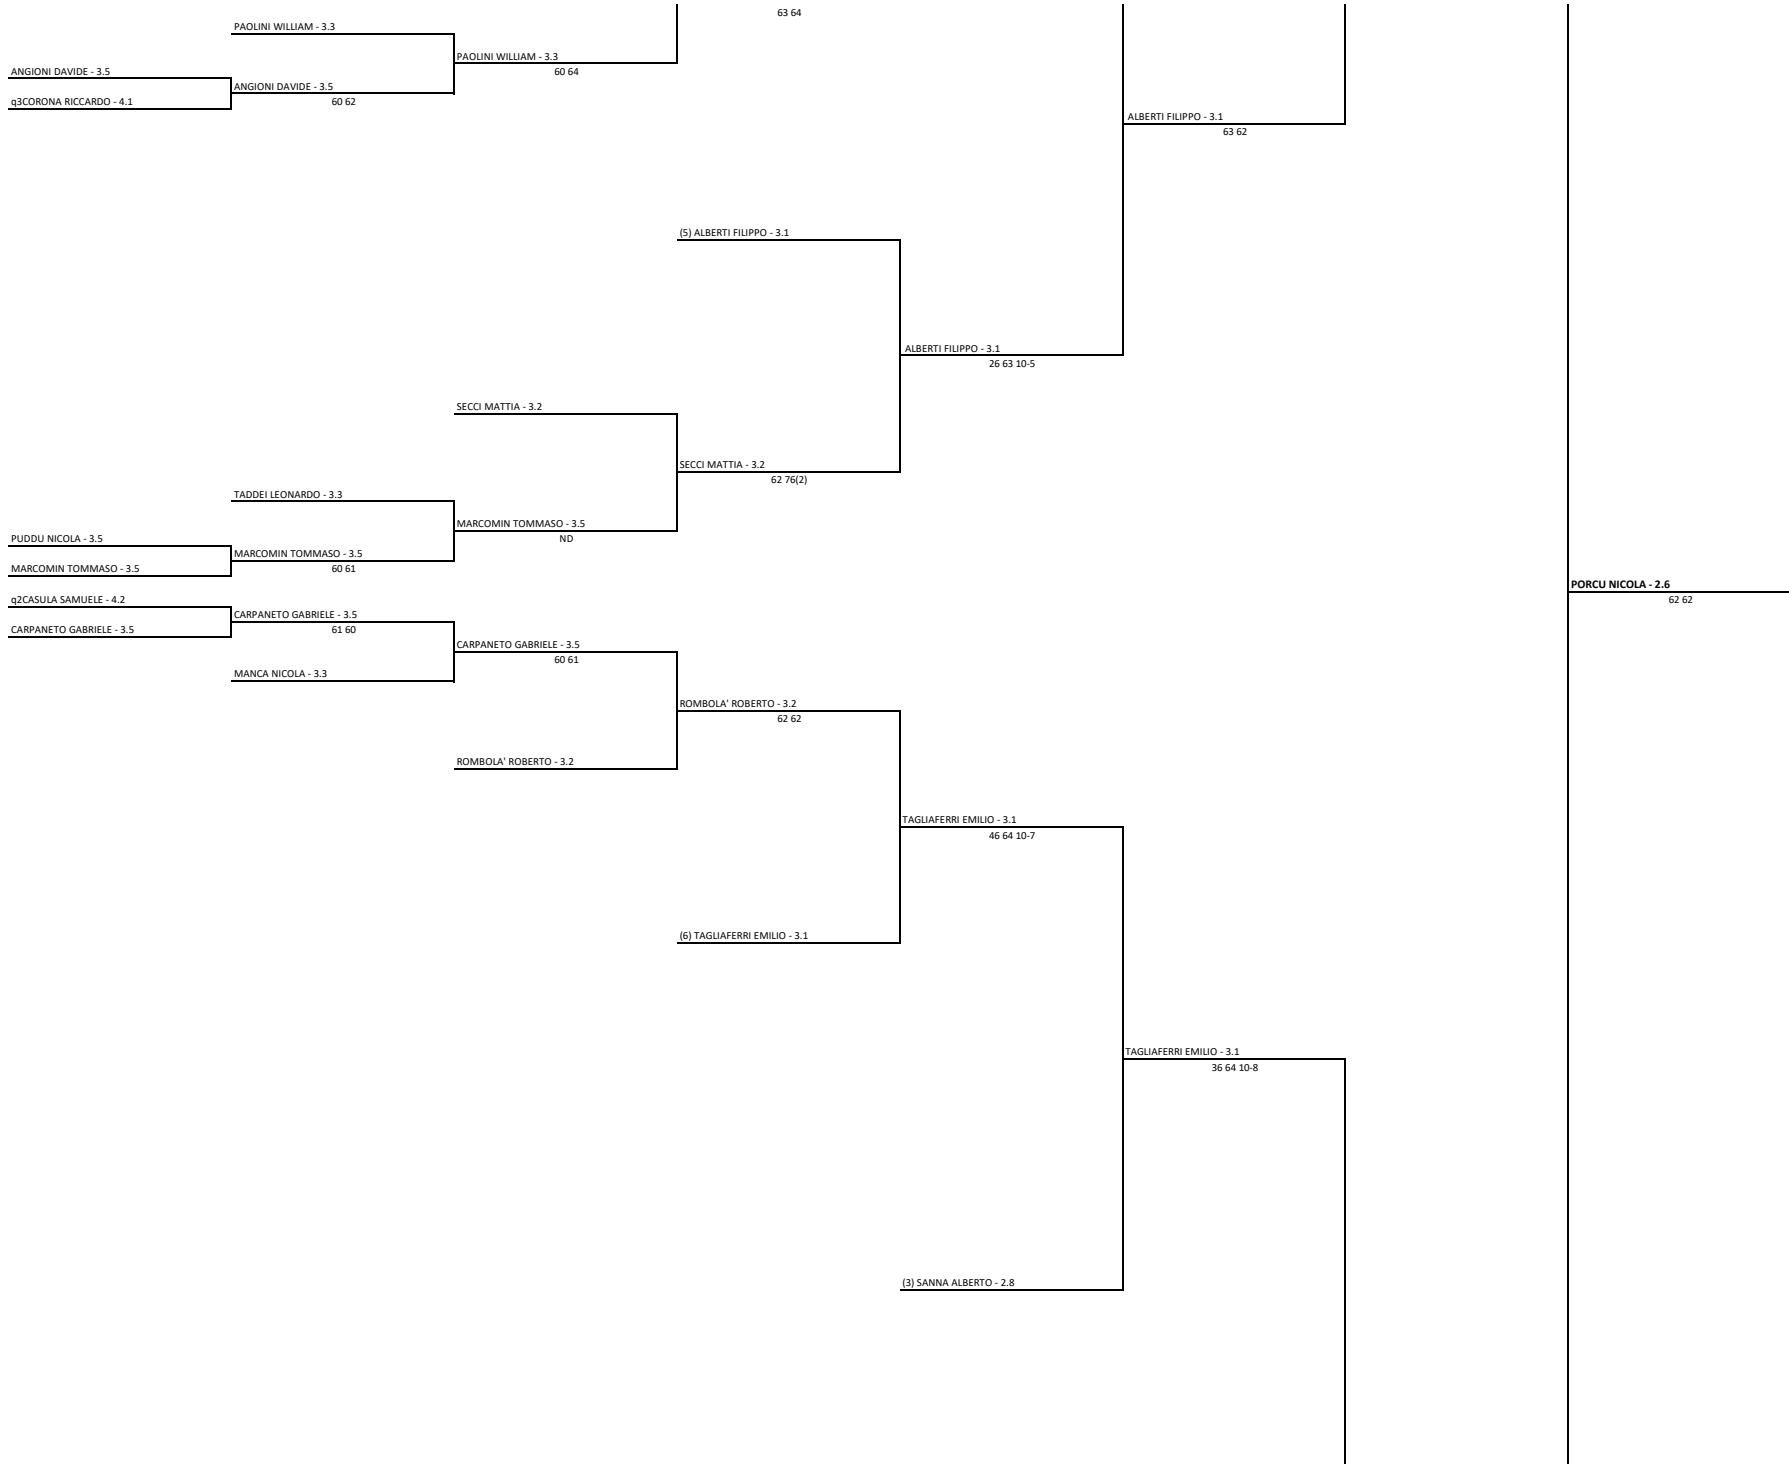 63 64
PAOLINI WILLIAM - 3.3
PAOLINI WILLIAM - 3.3
ANGIONI DAVIDE - 3.5
60 64
ANGIONI DAVIDE - 3.5
q3CORONA RICCARDO - 4.1
60 62
ALBERTI FILIPPO - 3.1
63 62
(5) ALBERTI FILIPPO - 3.1
ALBERTI FILIPPO - 3.1
26 63 10-5
SECCI MATTIA - 3.2
SECCI MATTIA - 3.2
62 76(2)
TADDEI LEONARDO - 3.3
MARCOMIN TOMMASO - 3.5
PUDDU NICOLA - 3.5
ND
MARCOMIN TOMMASO - 3.5
MARCOMIN TOMMASO - 3.5
60 61
PORCU NICOLA - 2.6
q2CASULA SAMUELE - 4.2
62 62
CARPANETO GABRIELE - 3.5
CARPANETO GABRIELE - 3.5
61 60
CARPANETO GABRIELE - 3.5
60 61
MANCA NICOLA - 3.3
ROMBOLA' ROBERTO - 3.2
62 62
ROMBOLA' ROBERTO - 3.2
TAGLIAFERRI EMILIO - 3.1
46 64 10-7
(6) TAGLIAFERRI EMILIO - 3.1
TAGLIAFERRI EMILIO - 3.1
36 64 10-8
(3) SANNA ALBERTO - 2.8